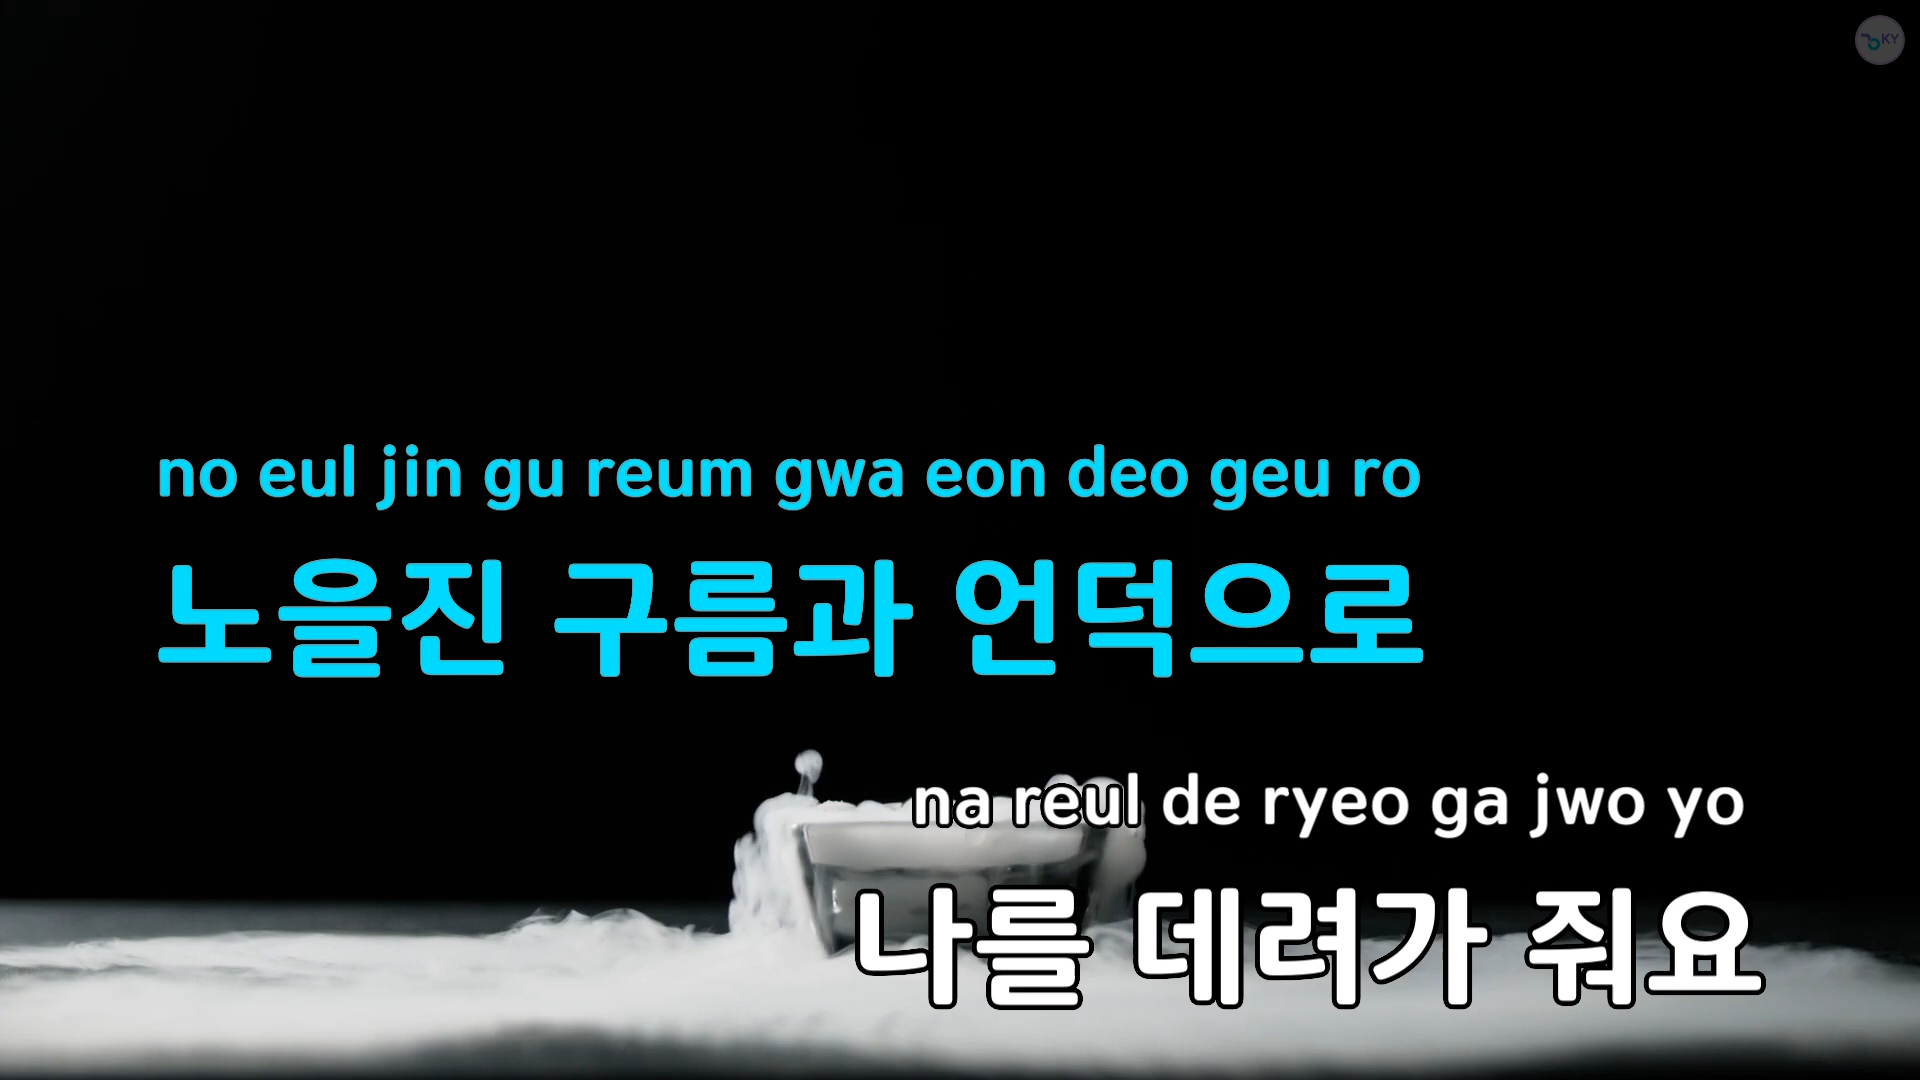 KY
no eul jin gu reum gwa eon deo geu ro
노을진 구름과 언덕으로
na reul de ryeo ga jwo yo
나를 데려가 줘요